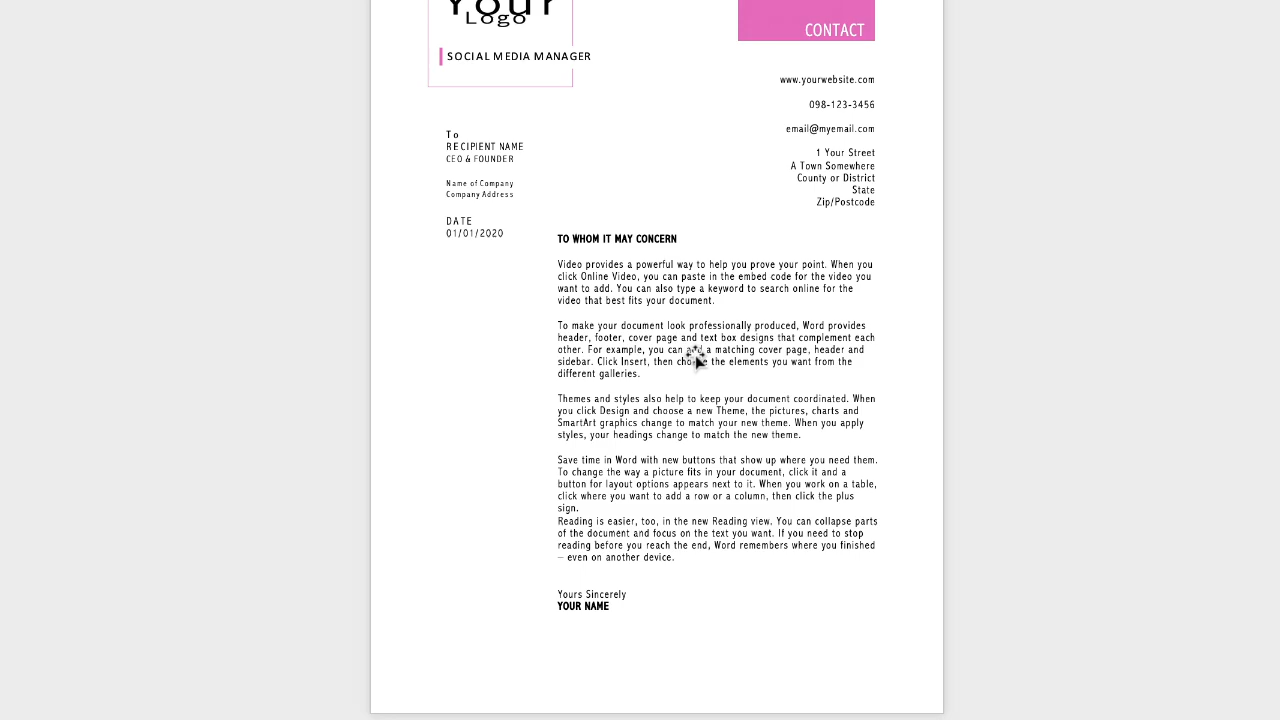 Your
Logo
SOCIAL MEDIA MANAGER
CONTACT
www.yourwebsite.com
098-123-3456
email@myemail.com
1 Your Street
A Town Somewhere
County or District
State
Zip/Postcode
To
RECIPIENT NAME
CEO & FOUNDER
Name of Company
Company Address
DATE
01/01/2020
TO WHOM IT MAY CONCERN
Video provides a powerful way to help you prove your point. When you
click Online Video, you can paste in the embed code for the video you
want to add. You can also type a keyword to search online for the
video that best fits your document.
To make your document look professionally produced, Word provides
header, footer, cover page and text box designs that complement each
other. For example, you can add a matching cover page, header and
sidebar. Click Insert, then choose the elements you want from the
different galleries.
Themes and styles also help to keep your document coordinated. When
you click Design and choose a new Theme, the pictures, charts and
SmartArt graphics change to match your new theme. When you apply
styles, your headings change to match the new theme.
Save time in Word with new buttons that show up where you need them.
To change the way a picture fits in your document, click it and a
button for layout options appears next to it. When you work on a table,
click where you want to add a row or a column, then click the plus
sign.
Reading is easier, too, in the new Reading view. You can collapse parts
of the document and focus on the text you want. If you need to stop
reading before you reach the end, Word remembers where you finished
– even on another device.
Yours Sincerely
YOUR NAME